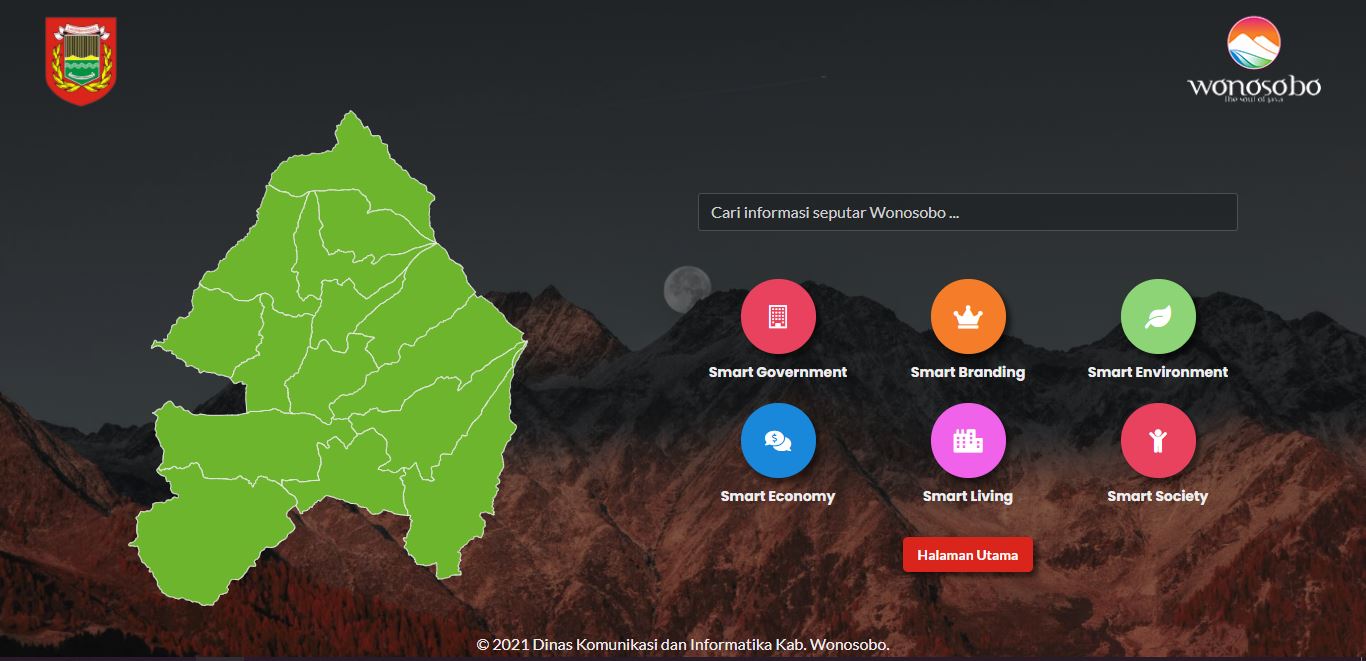 wonosobo
the soul of java
Cari informasi seputar Wonosobo ...
Smart Government
Smart Branding
Smart Environment
Smart Economy
Smart Living
Smart Society
Halaman Utama
© 2021 Dinas Komunikasi dan Informatika Kab. Wonosobo.